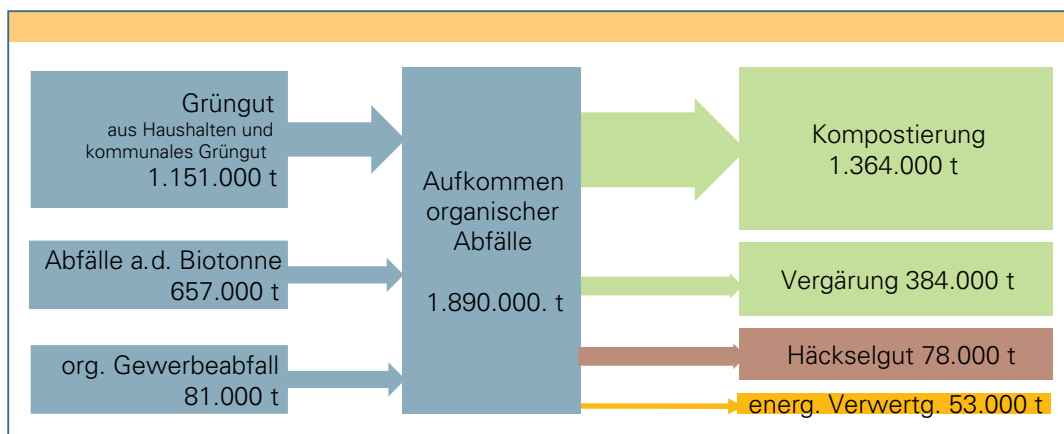 Grüngut
aus Haushalten und
kommunales Grüngut
1.151.000 t
Abfälle a.d. Biotonne
657.000 t
org. Gewerbeabfall
81.000 t
Aufkommen
organischer
Abfälle
1.890.000. t
Kompostierung
1.364.000 t
Vergärung 384.000 t
Häckselgut 78.000 t
energ. Verwertg. 53.000 t